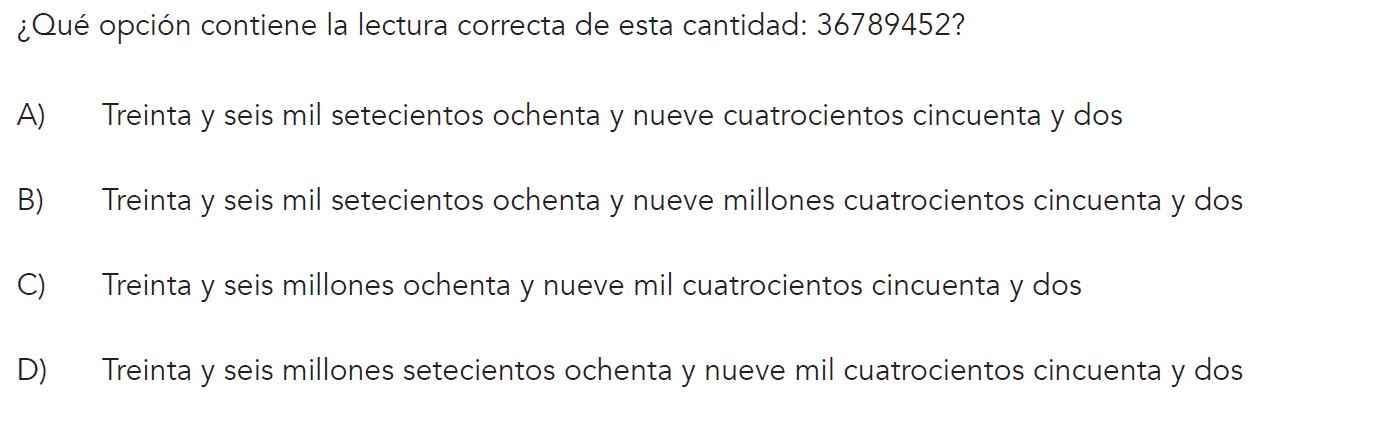 ¿Qué opción contiene la lectura correcta de esta cantidad: 36789452?
A) Treinta y seis mil setecientos ochenta y nueve cuatrocientos cincuenta y dos
B) Treinta y seis mil setecientos ochenta y nueve millones cuatrocientos cincuenta y dos
C) Treinta y seis millones ochenta y nueve mil cuatrocientos cincuenta y dos
D) Treinta y seis millones setecientos ochenta y nueve mil cuatrocientos cincuenta y dos